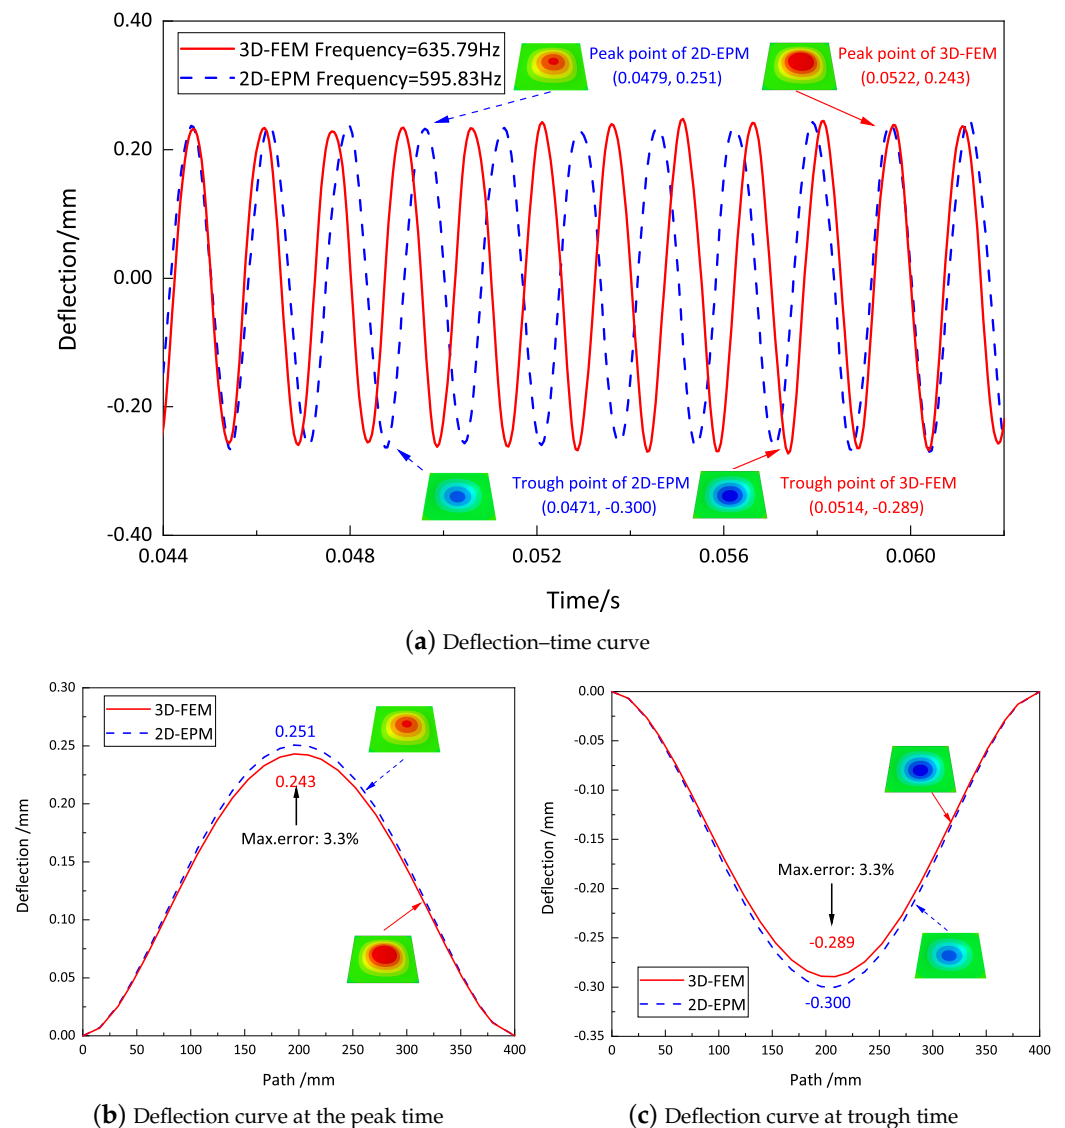 0.40
0.20
0.00
-0.20
-0.40
Deflection/mm
3D-FEM Frequency=635.79Hz
2D-EPM Frequency=595.83Hz
Peak point of 2D-EPM
(0.0479, 0.251)
Peak point of 3D-FEM
(0.0522, 0.243)
Trough point of 2D-EPM
(0.0471, -0.300)
Trough point of 3D-FEM
(0.0514, -0.289)
0.044 0.048 0.052 0.056 0.060
Time/s
(a) Deflection–time curve
0.30
0.25
0.20
0.15
0.10
0.05
0.00
Deflection /mm
3D-FEM
2D-EPM
0.251
0.243
Max.error: 3.3%
0 50 100 150 200 250 300 350 400
Path /mm
(b) Deflection curve at the peak time
0.00
-0.05
-0.10
-0.15
-0.20
-0.25
-0.30
-0.35
Deflection /mm
Max.error: 3.3%
-0.289
-0.300
3D-FEM
2D-EPM
0 50 100 150 200 250 300 350 400
Path /mm
(c) Deflection curve at trough time